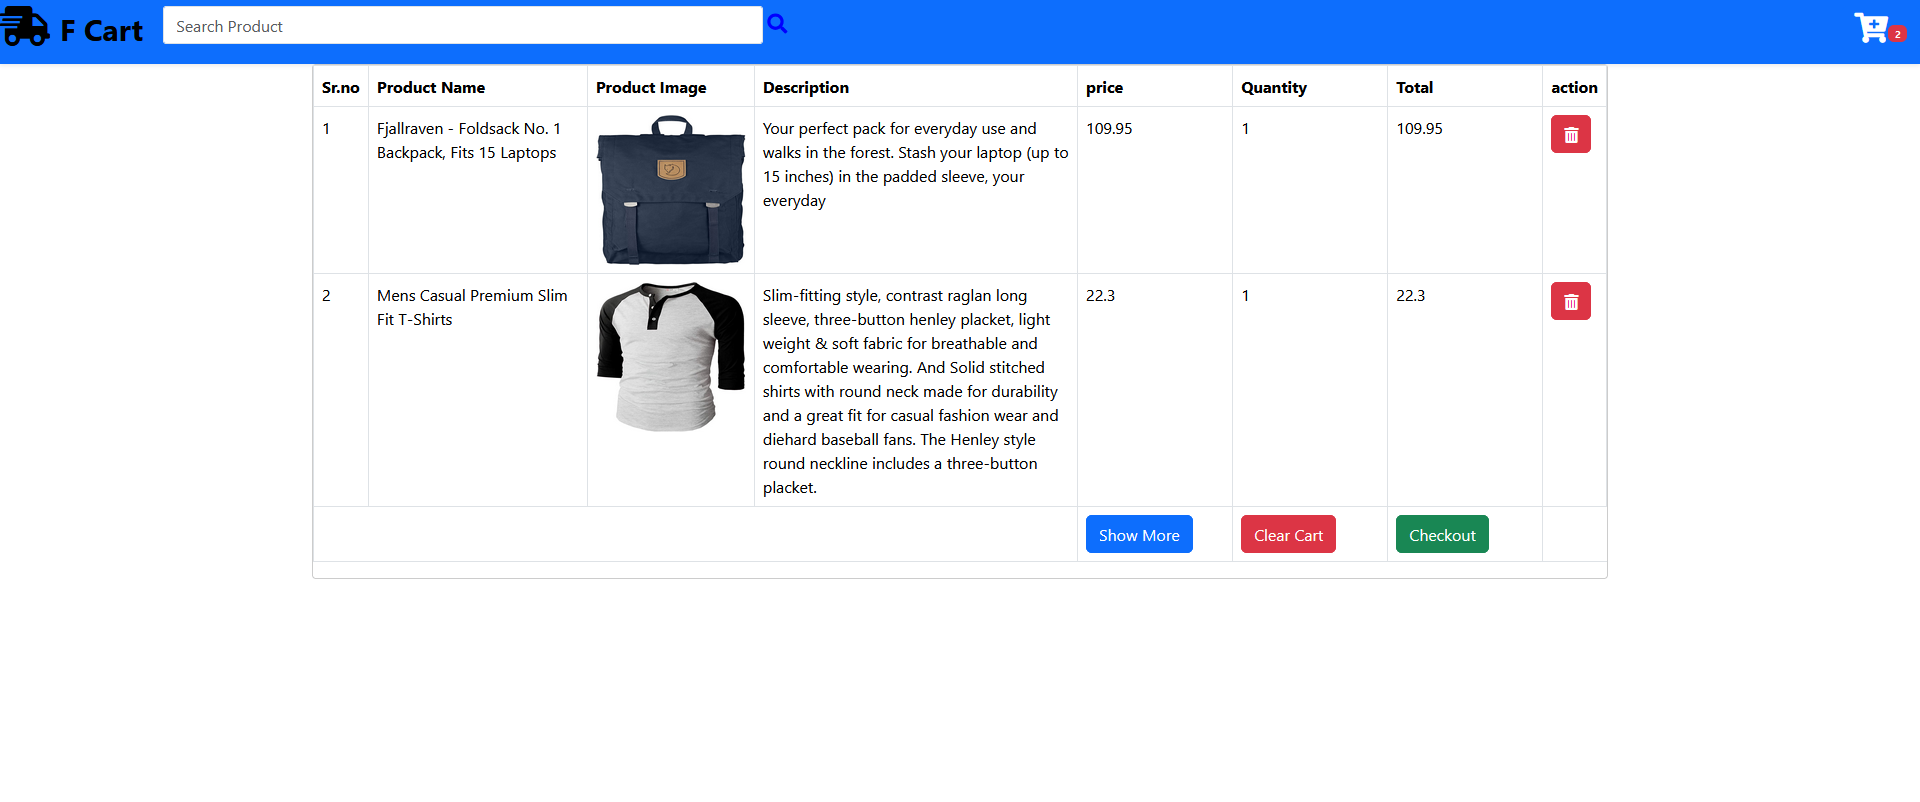 F Cart
Search Product
2
Sr.no Product Name Product Image Description price Quantity Total action
1 Fjallraven - Foldsack No. 1 Your perfect pack for everyday use and 109.95 1 109.95
Backpack, Fits 15 Laptops walks in the forest. Stash your laptop (up to
15 inches) in the padded sleeve, your
everyday
2 Mens Casual Premium Slim Slim-fitting style, contrast raglan long 22.3 1 22.3
Fit T-Shirts sleeve, three-button henley placket, light
weight & soft fabric for breathable and
comfortable wearing. And Solid stitched
shirts with round neck made for durability
and a great fit for casual fashion wear and
diehard baseball fans. The Henley style
round neckline includes a three-button
placket.
Show More Clear Cart Checkout